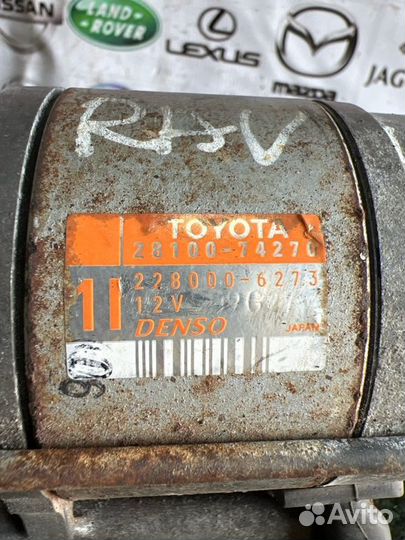 NISSAN
LAND
ROVER
LEXUS
mazda
JAG
RAV
TOYOTA
28100-74270
11
228000-6273
12V
DENSO
JAPAN
Avito